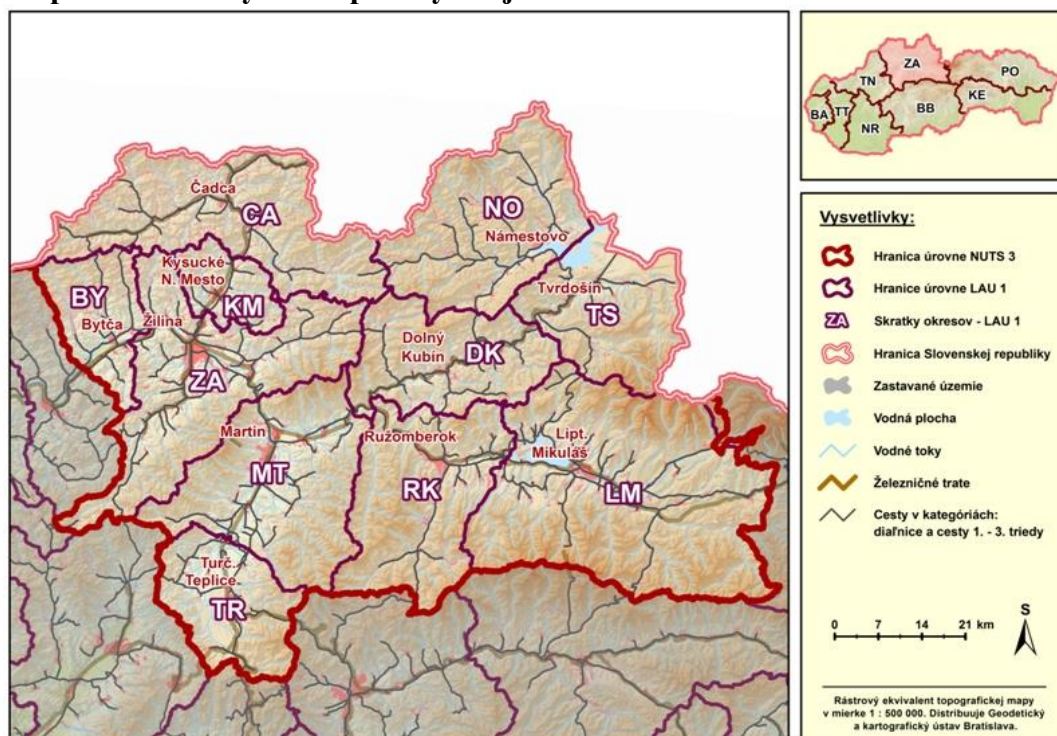 Čadca
CA
NO
Námestovo
Kysucké
N. Mesto
BY
KM
Bytča
Žilina
Tvrdošín
TS
Dolný
Kubín
DK
ZA
Martin
Ružomberok
Lipt.
Mikuláš
MT
RK
LM
Turč.
Teplice
TR
ZA
TN
PO
KE
BA
TT
BB
NR
Vysvetlivky:
Hranica úrovne NUTS 3
Hranice úrovne LAU 1
ZA Skratky okresov - LAU 1
Hranica Slovenskej republiky
Zastavané územie
Vodná plocha
Vodné toky
Železničné trate
Cesty v kategóriách:
diaľnice a cesty 1. - 3. triedy
S
0 7 14 21 km
Rástrový ekvivalent topografickej mapy
v mierke 1 : 500 000. Distribuuje Geodetický
a kartografický ústav Bratislava.